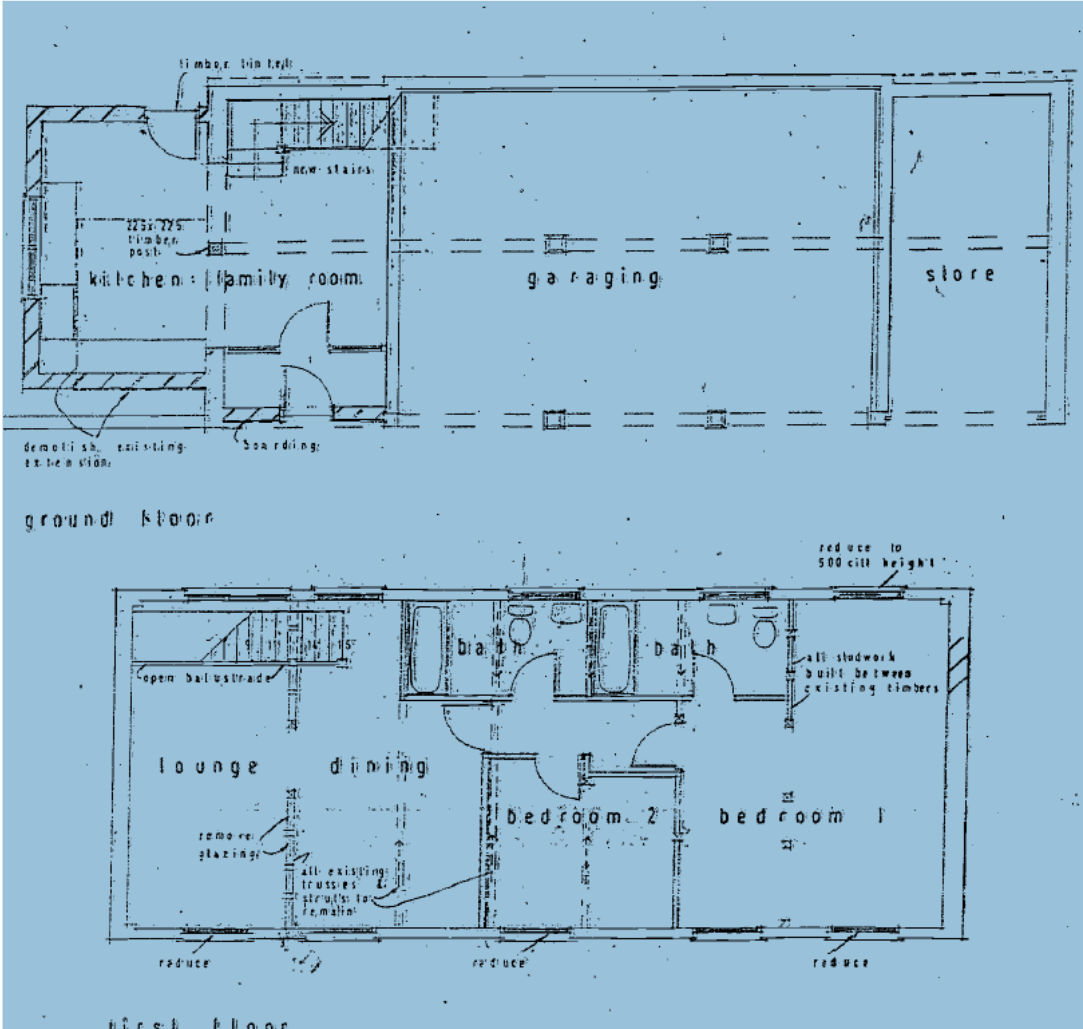 timber lintel
new stairs
225x225
timber
post
kitchen : family room
garaging
store
demolish existing
extension
boarding
ground floor
reduce to
500 cill height
bath
bath
all studwork
built between
existing timbers
open balustrade
lounge
dining
bedroom 2
bedroom 1
remove
glazing
all existing
trusses &
struts to
remain
reduce
reduce
reduce
first floor